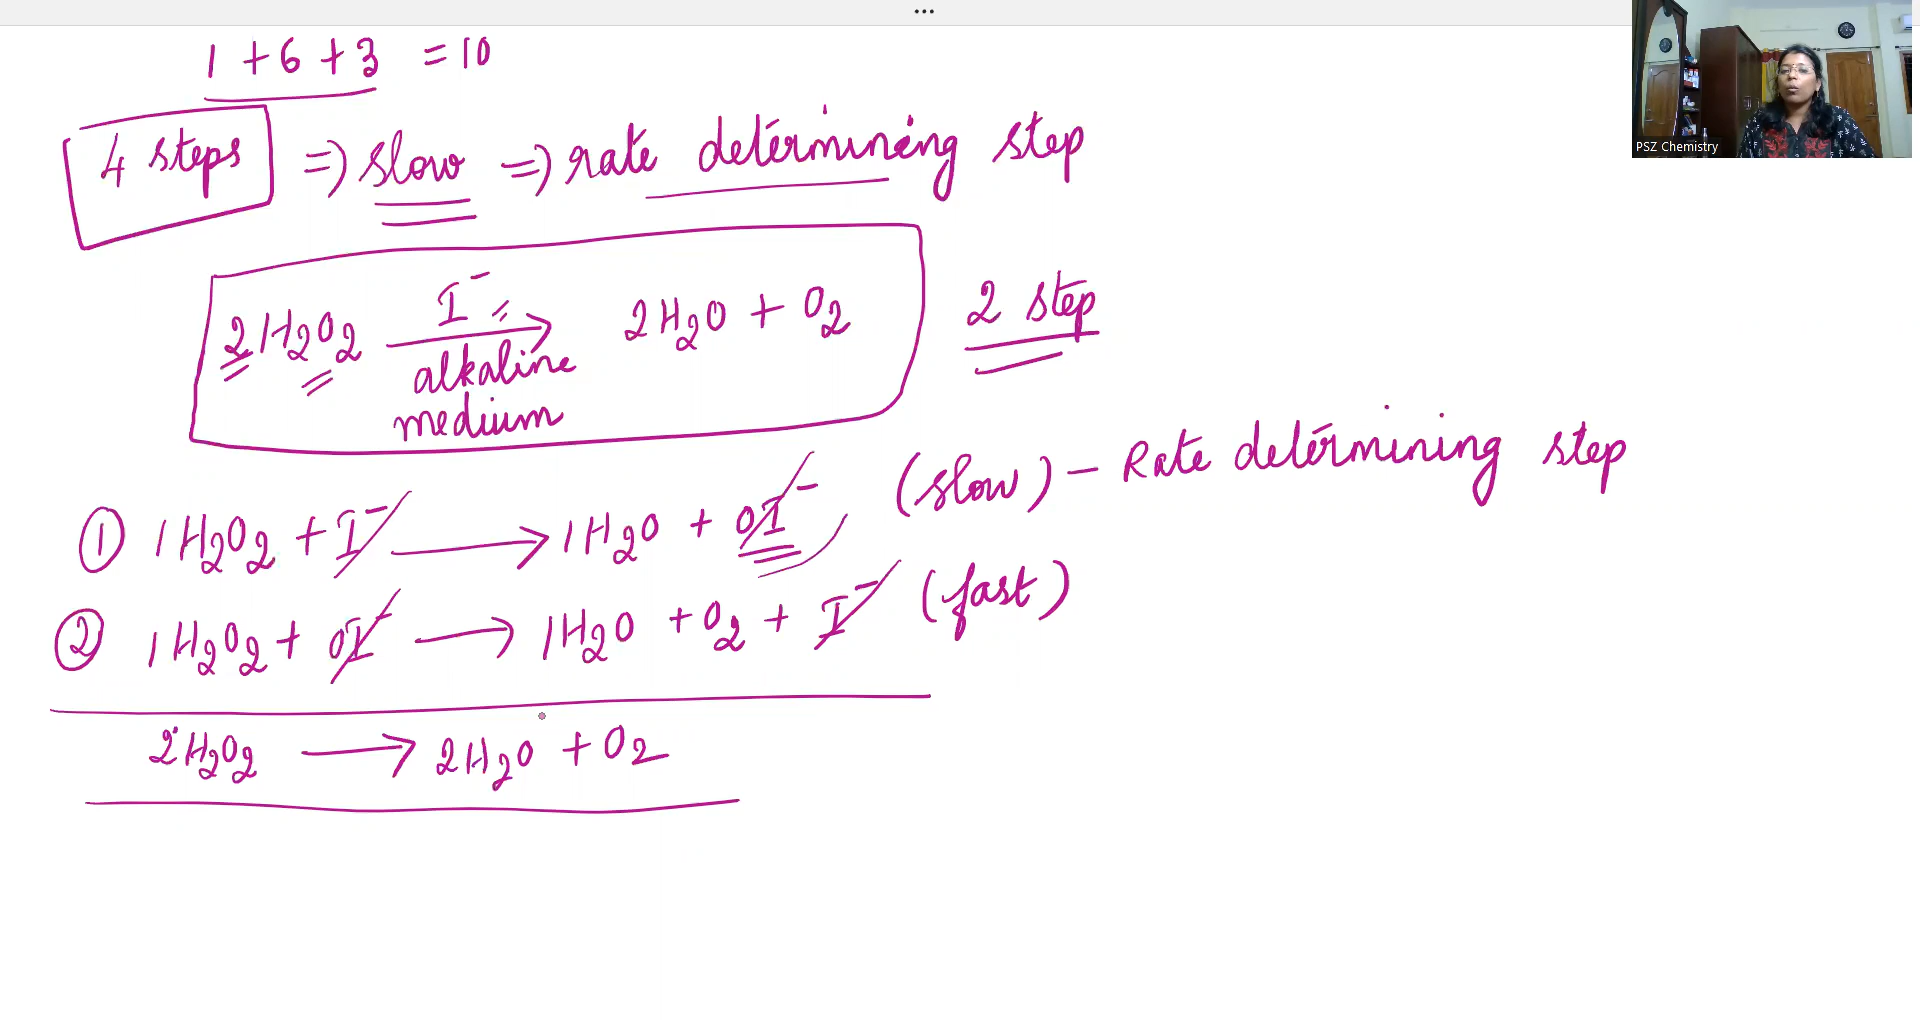 ...
1 + 6 + 3 = 10
PSZ Chemistry
4 steps => slow => rate determining step
2H2O2 I⁻ alkaline medium → 2H2O + O2
2 step
① 1H2O2 + I⁻ → 1H2O + OI⁻ (slow) - Rate determining step
② 1H2O2 + OI⁻ → 1H2O + O2 + I⁻ (fast)
2H2O2 → 2H2O + O2